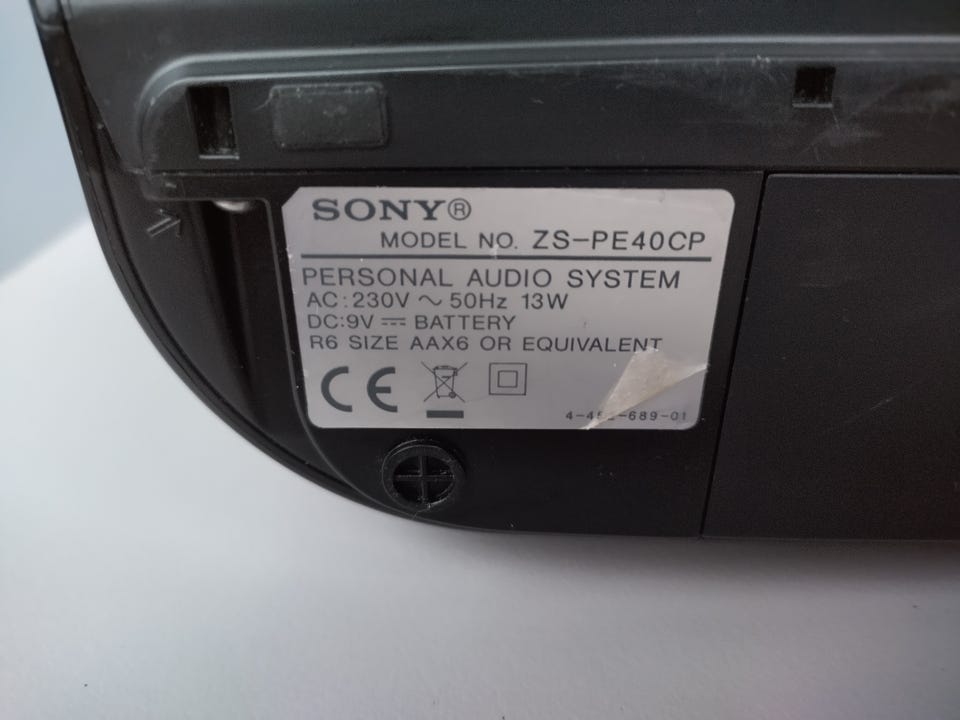 SONY®
MODEL NO. ZS-PE40CP
PERSONAL AUDIO SYSTEM
AC:230V ~ 50Hz 13W
DC:9V ⎓ BATTERY
R6 SIZE AAX6 OR EQUIVALENT
CE